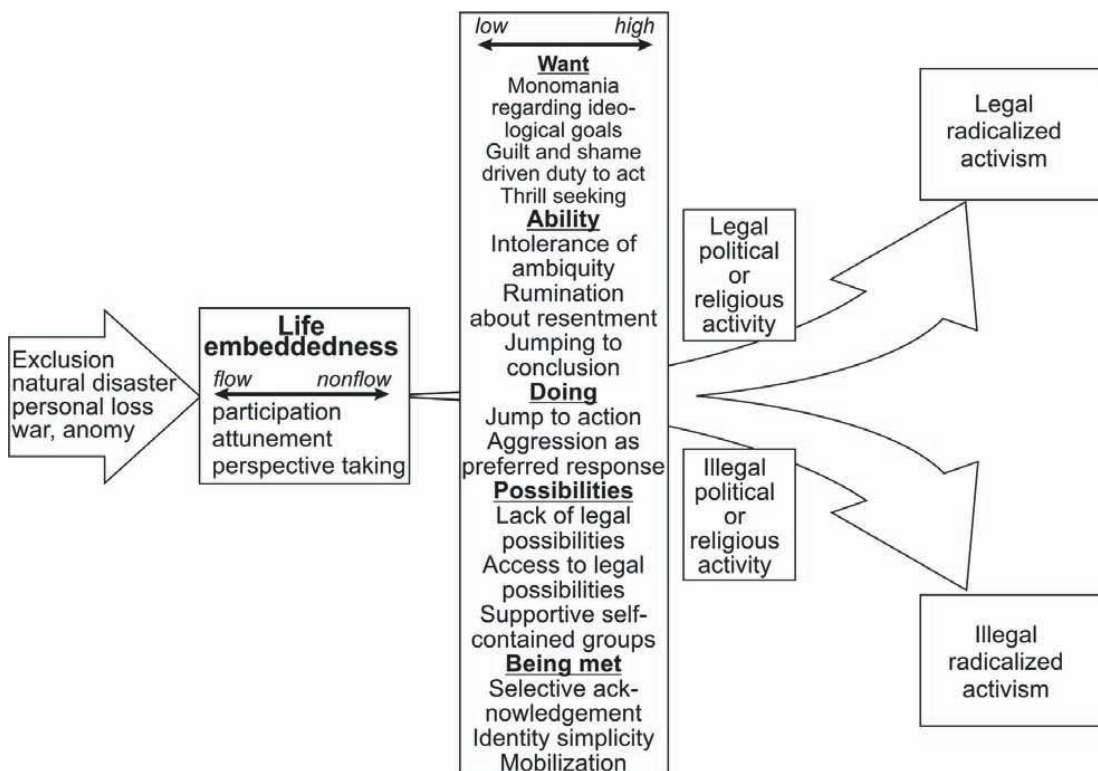 Exclusion
natural disaster
personal loss
war, anomy
Life
embeddedness
flow nonflow
participation
attunement
perspective taking
low high
Want
Monomania
regarding ideo-
logical goals
Guilt and shame
driven duty to act
Thrill seeking
Ability
Intolerance of
ambiquity
Rumination
about resentment
Jumping to
conclusion
Doing
Jump to action
Aggression as
preferred response
Possibilities
Lack of legal
possibilities
Access to legal
possibilities
Supportive self-
contained groups
Being met
Selective ack-
nowledgement
Identity simplicity
Mobilization
Legal
political
or
religious
activity
Illegal
political
or
religious
activity
Legal
radicalized
activism
Illegal
radicalized
activism